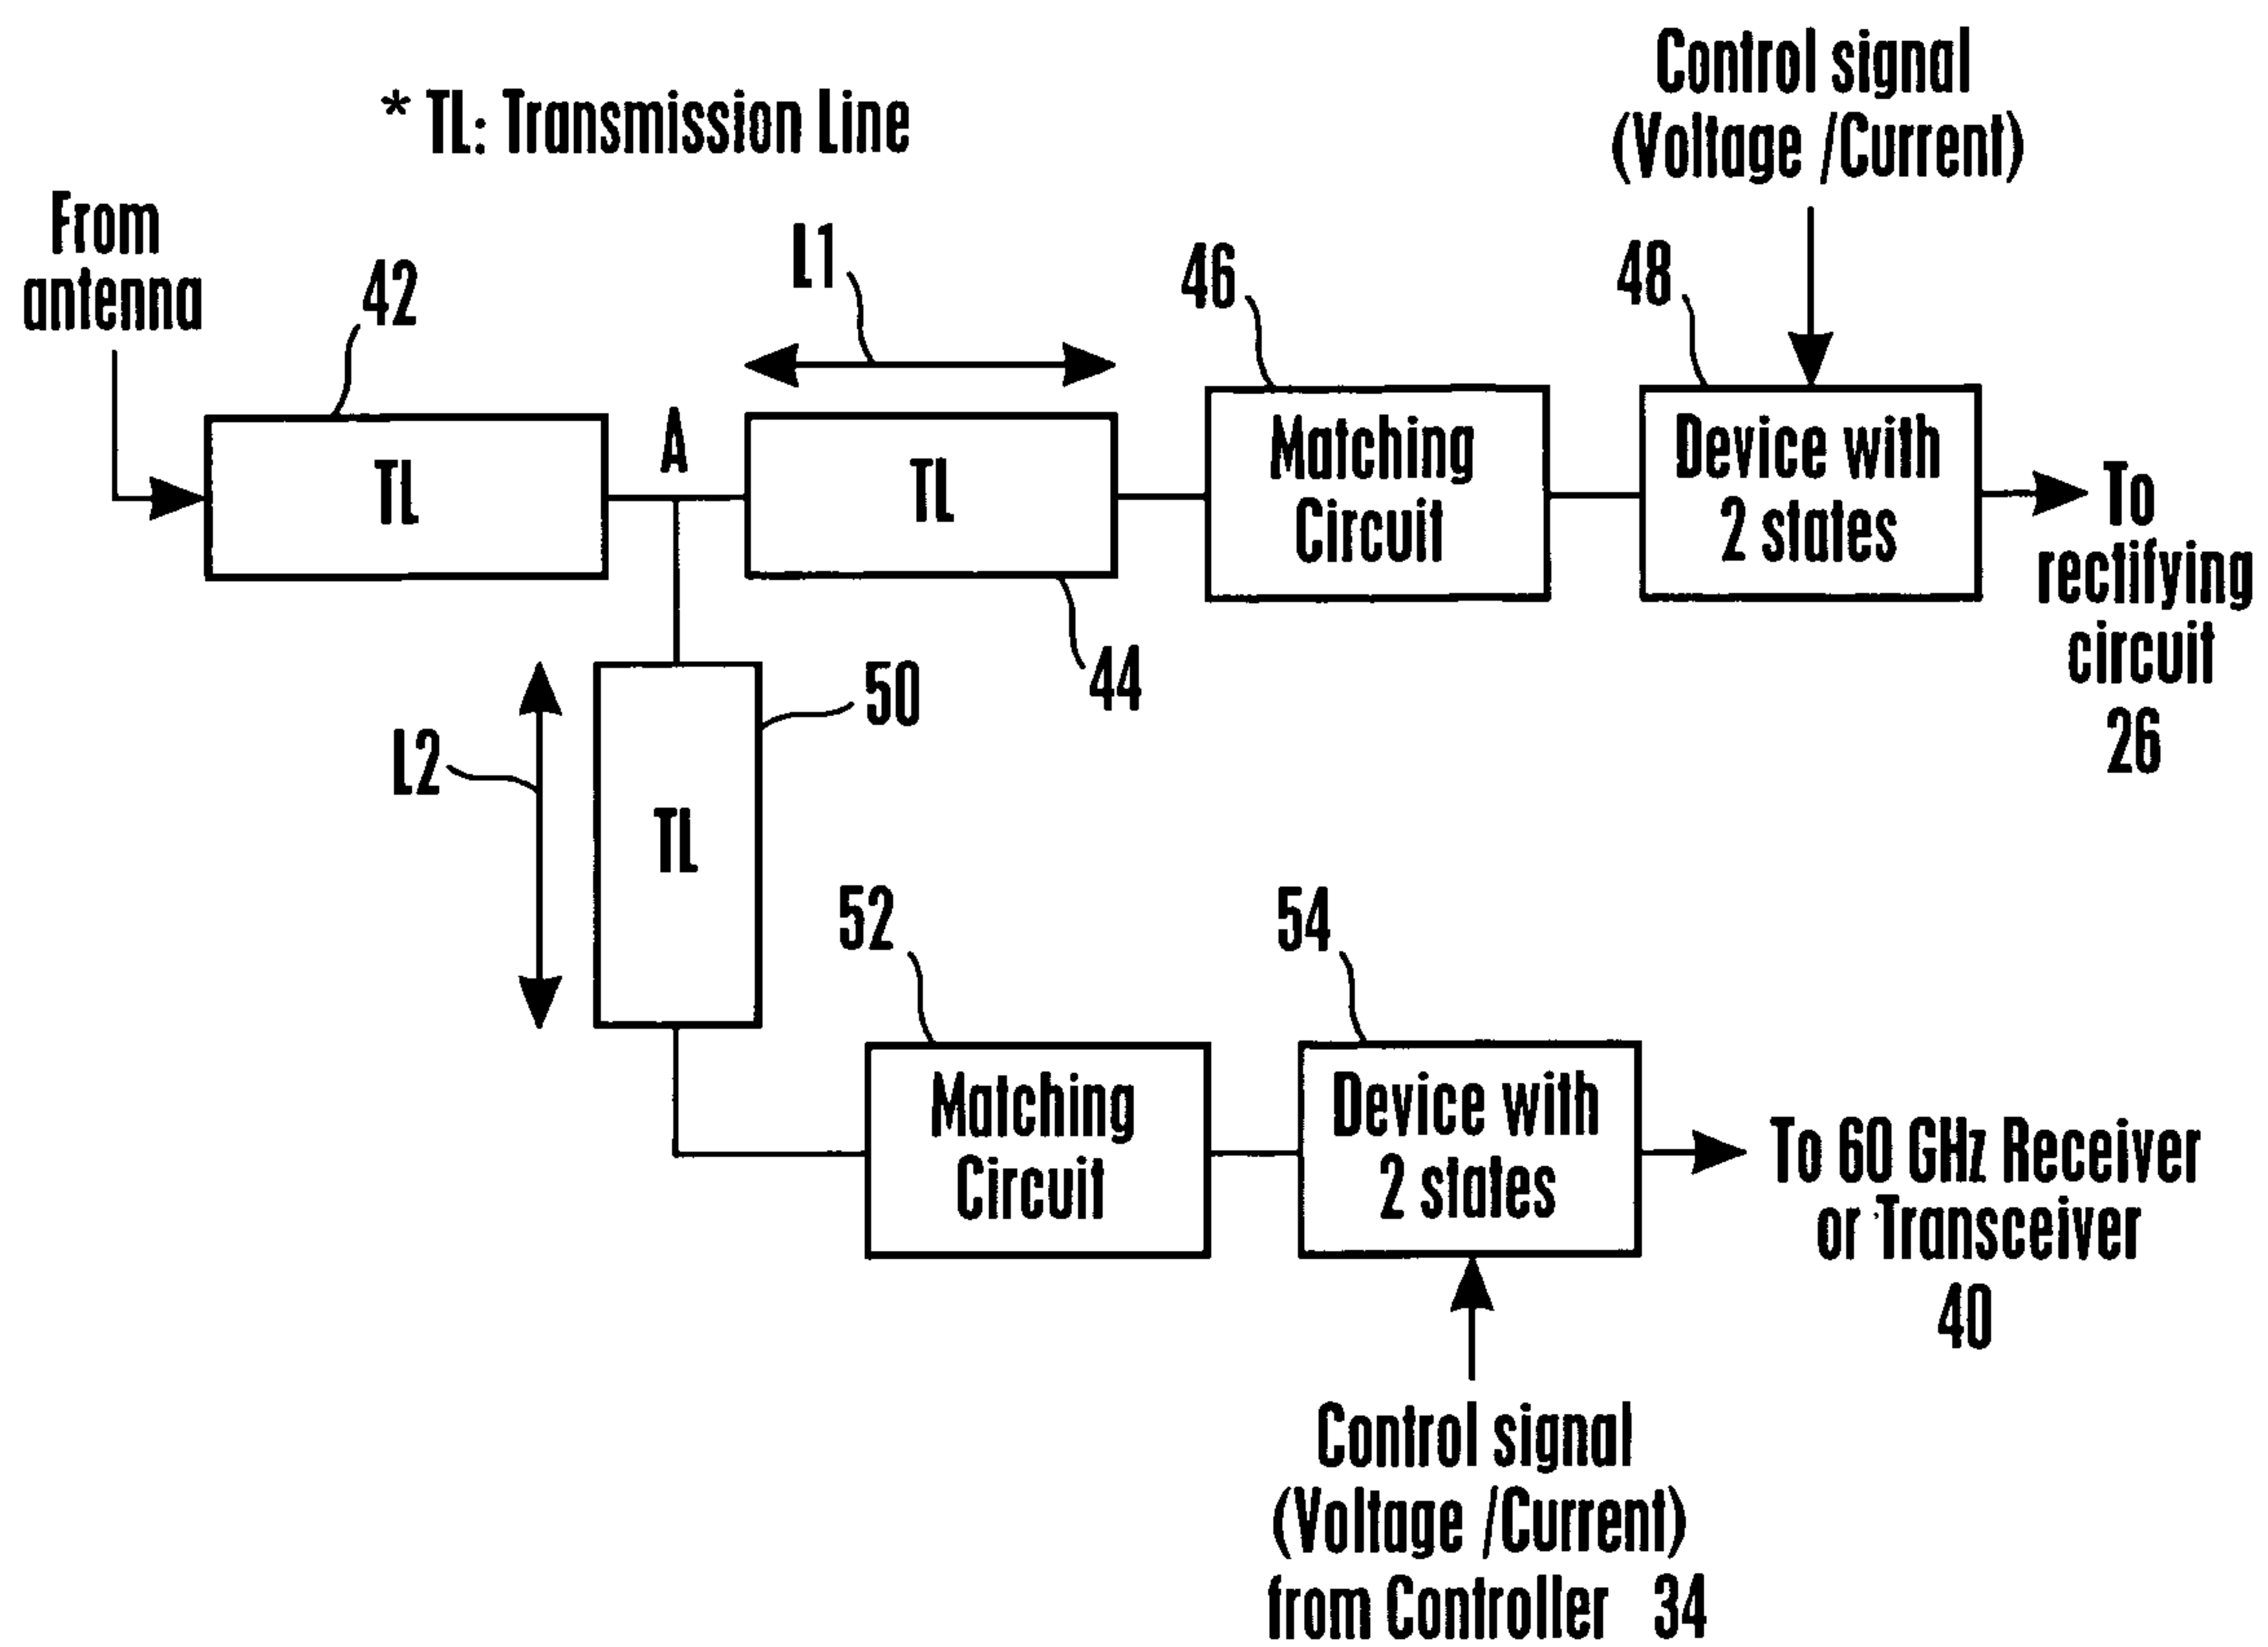 * TL: Transmission Line
Control signal
(Voltage /Current)
From
antenna
42
L1
46
48
TL
A
TL
Matching
Circuit
Device with
2 states
To
rectifying
circuit
26
44
50
L2
TL
52
54
Matching
Circuit
Device with
2 states
To 60 GHz Receiver
or Transceiver
40
Control signal
(Voltage /Current)
from Controller 34